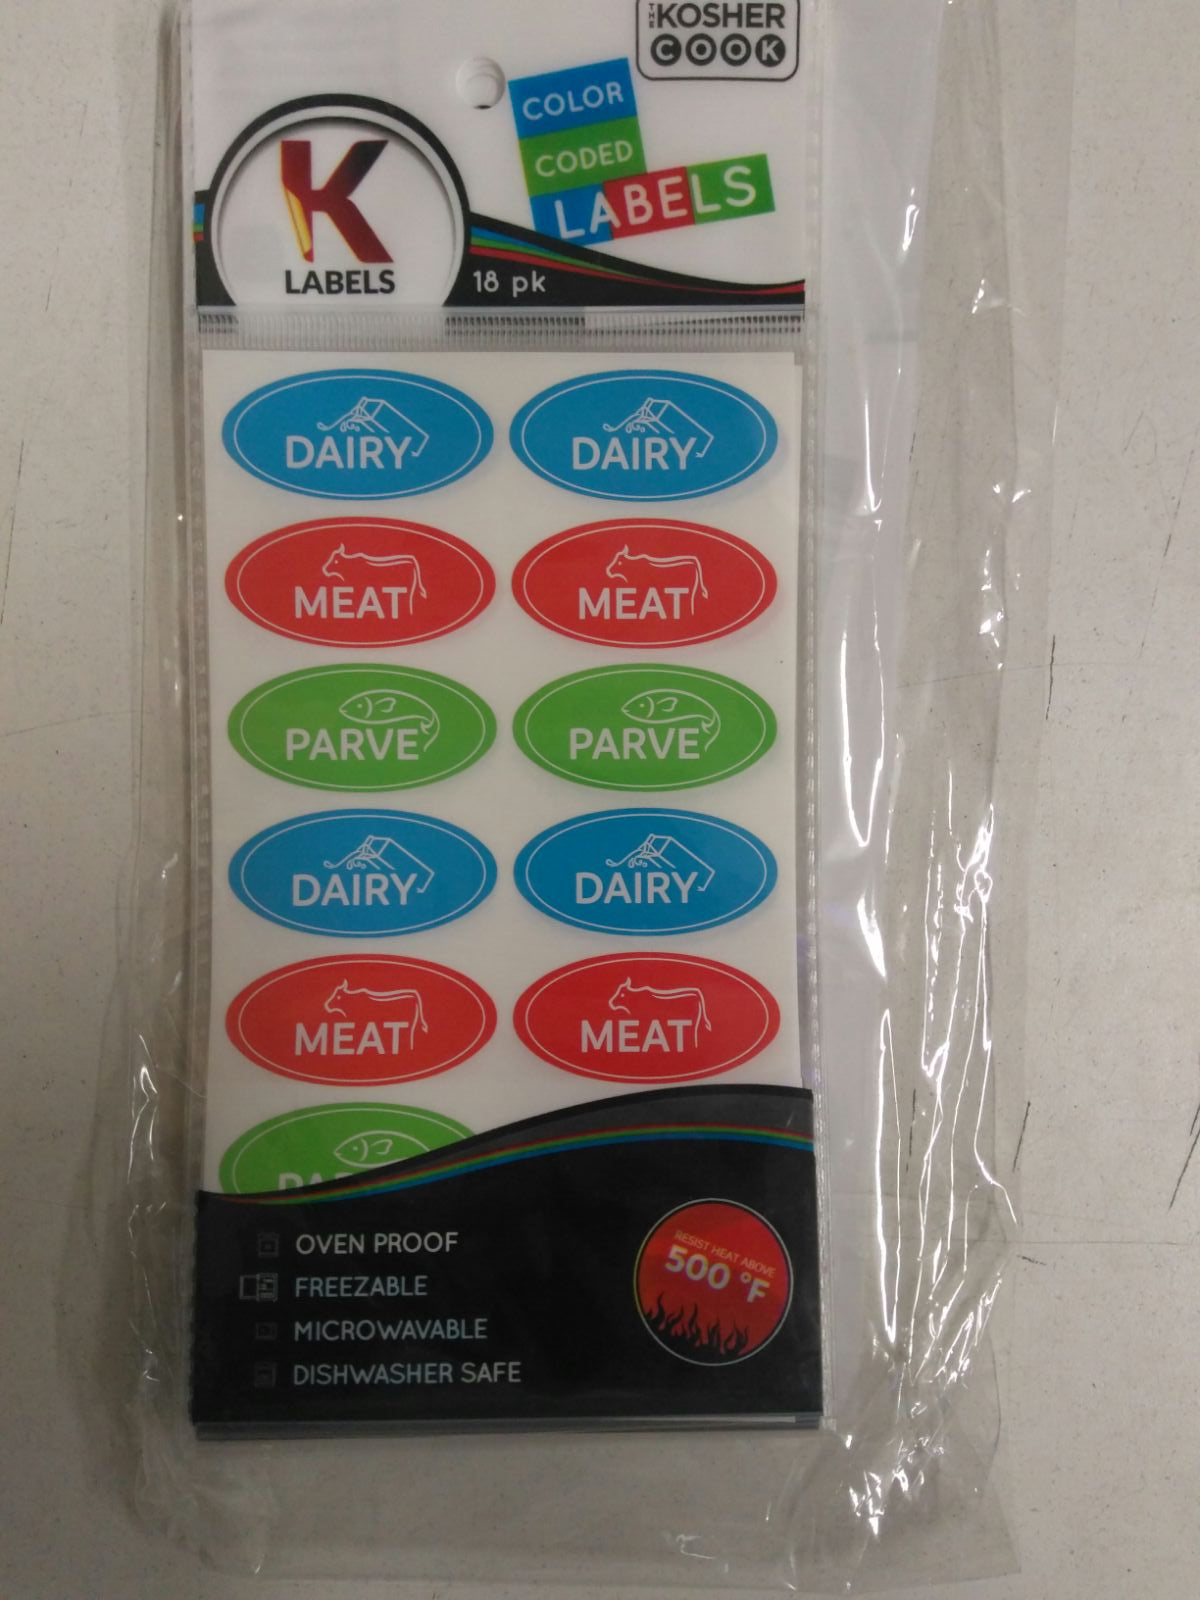 THE
KOSHER
COOK
COLOR
CODED
LABELS
K
LABELS
18 pk
DAIRY DAIRY
MEAT MEAT
PARVE PARVE
DAIRY DAIRY
MEAT MEAT
OVEN PROOF
FREEZABLE
MICROWAVABLE
DISHWASHER SAFE
RESIST HEAT ABOVE
500 °F